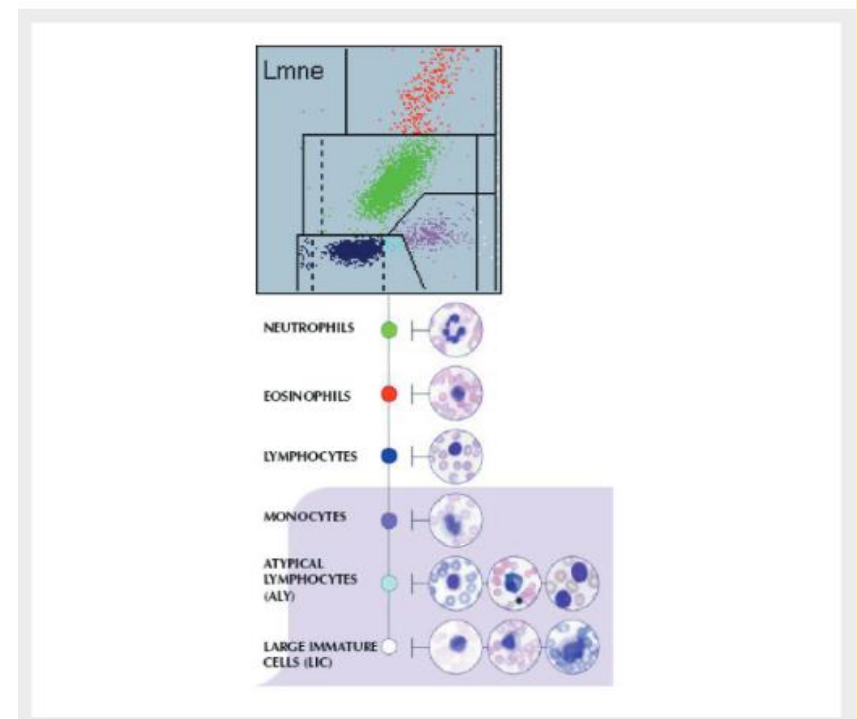 Lmne
NEUTROPHILS
EOSINOPHILS
LYMPHOCYTES
MONOCYTES
ATYPICAL
LYMPHOCYTES
(ALY)
LARGE IMMATURE
CELLS (LIC)